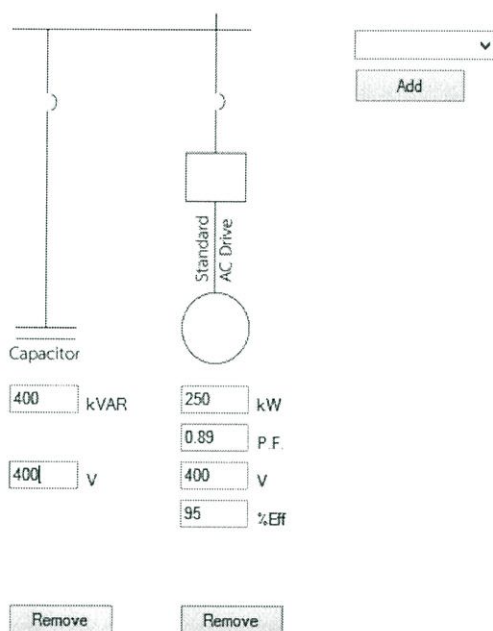 Add
Standard
AC Drive
Capacitor
400 kVAR
250 kW
0.89 P.F.
400 V
400 V
95 %Eff
Remove
Remove